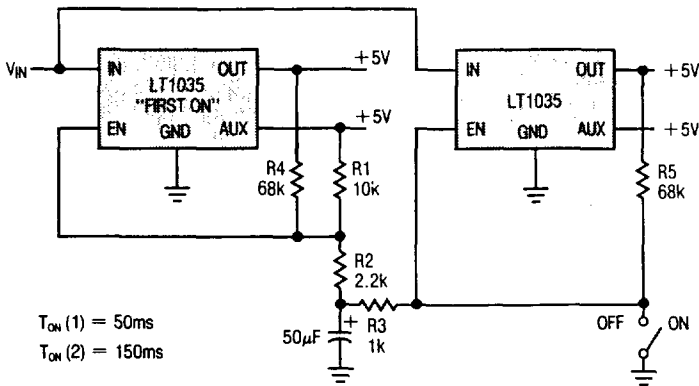 V_IN
IN
OUT
LT1035
"FIRST ON"
EN
GND
AUX
+5V
+5V
IN
OUT
LT1035
EN
GND
AUX
+5V
+5V
R4
68k
R1
10k
R5
68k
R2
2.2k
50μF
+
R3
1k
OFF
ON
T_ON (1) = 50ms
T_ON (2) = 150ms